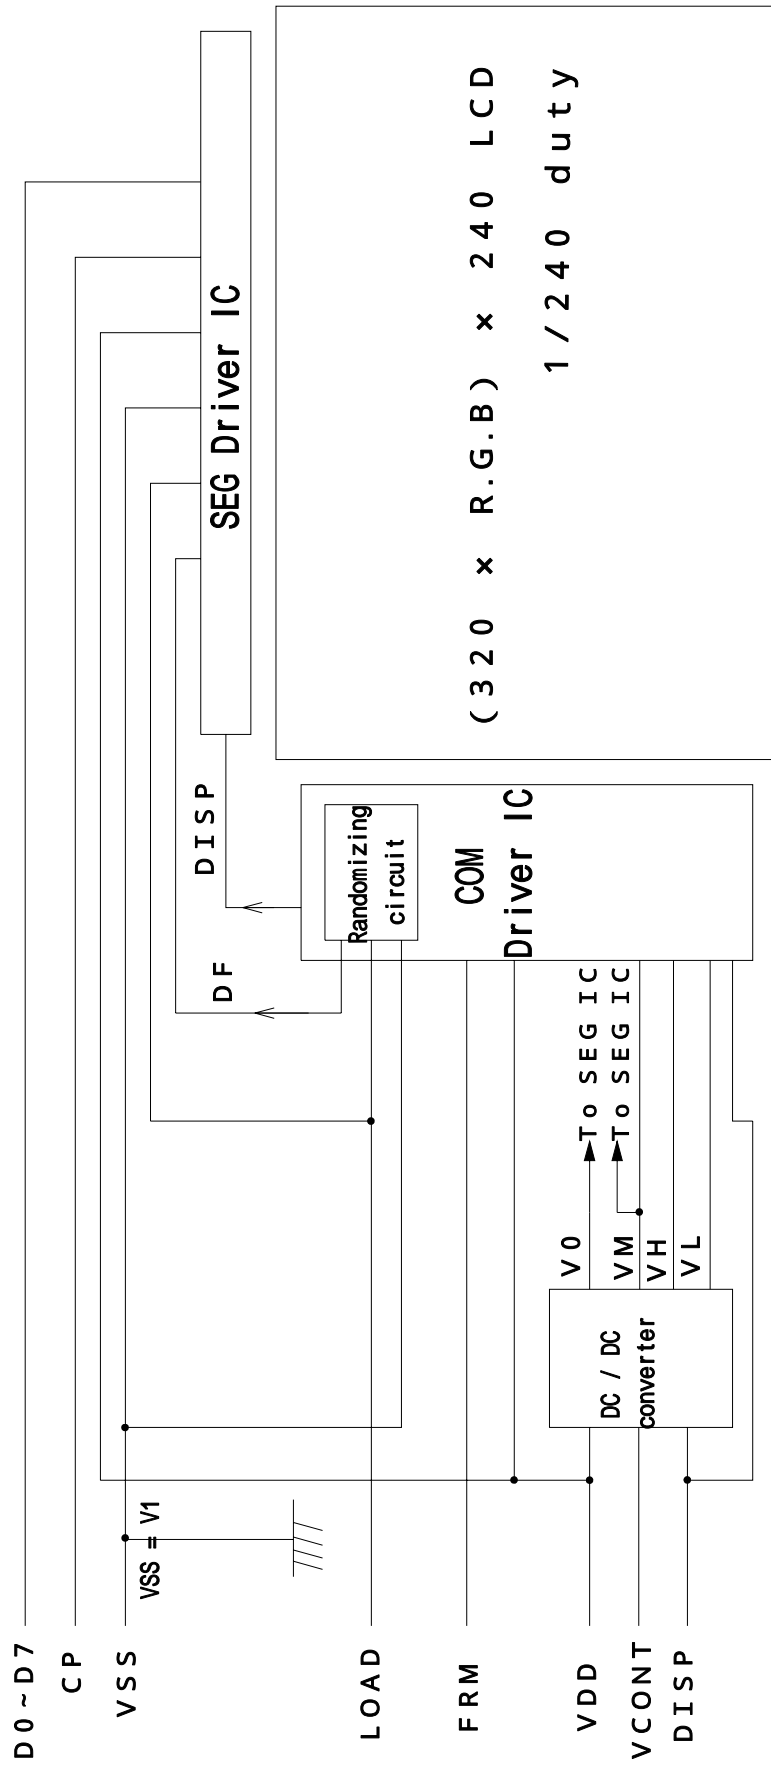 D0~D7
CP
VSS
VSS = V1
LOAD
FRM
VDD
VCONT
DISP
DC / DC
converter
V0
VM
VH
VL
To SEG IC
To SEG IC
DF
DISP
Randomizing
circuit
COM
Driver IC
SEG Driver IC
(320 × R.G.B) × 240 LCD
1/240 duty